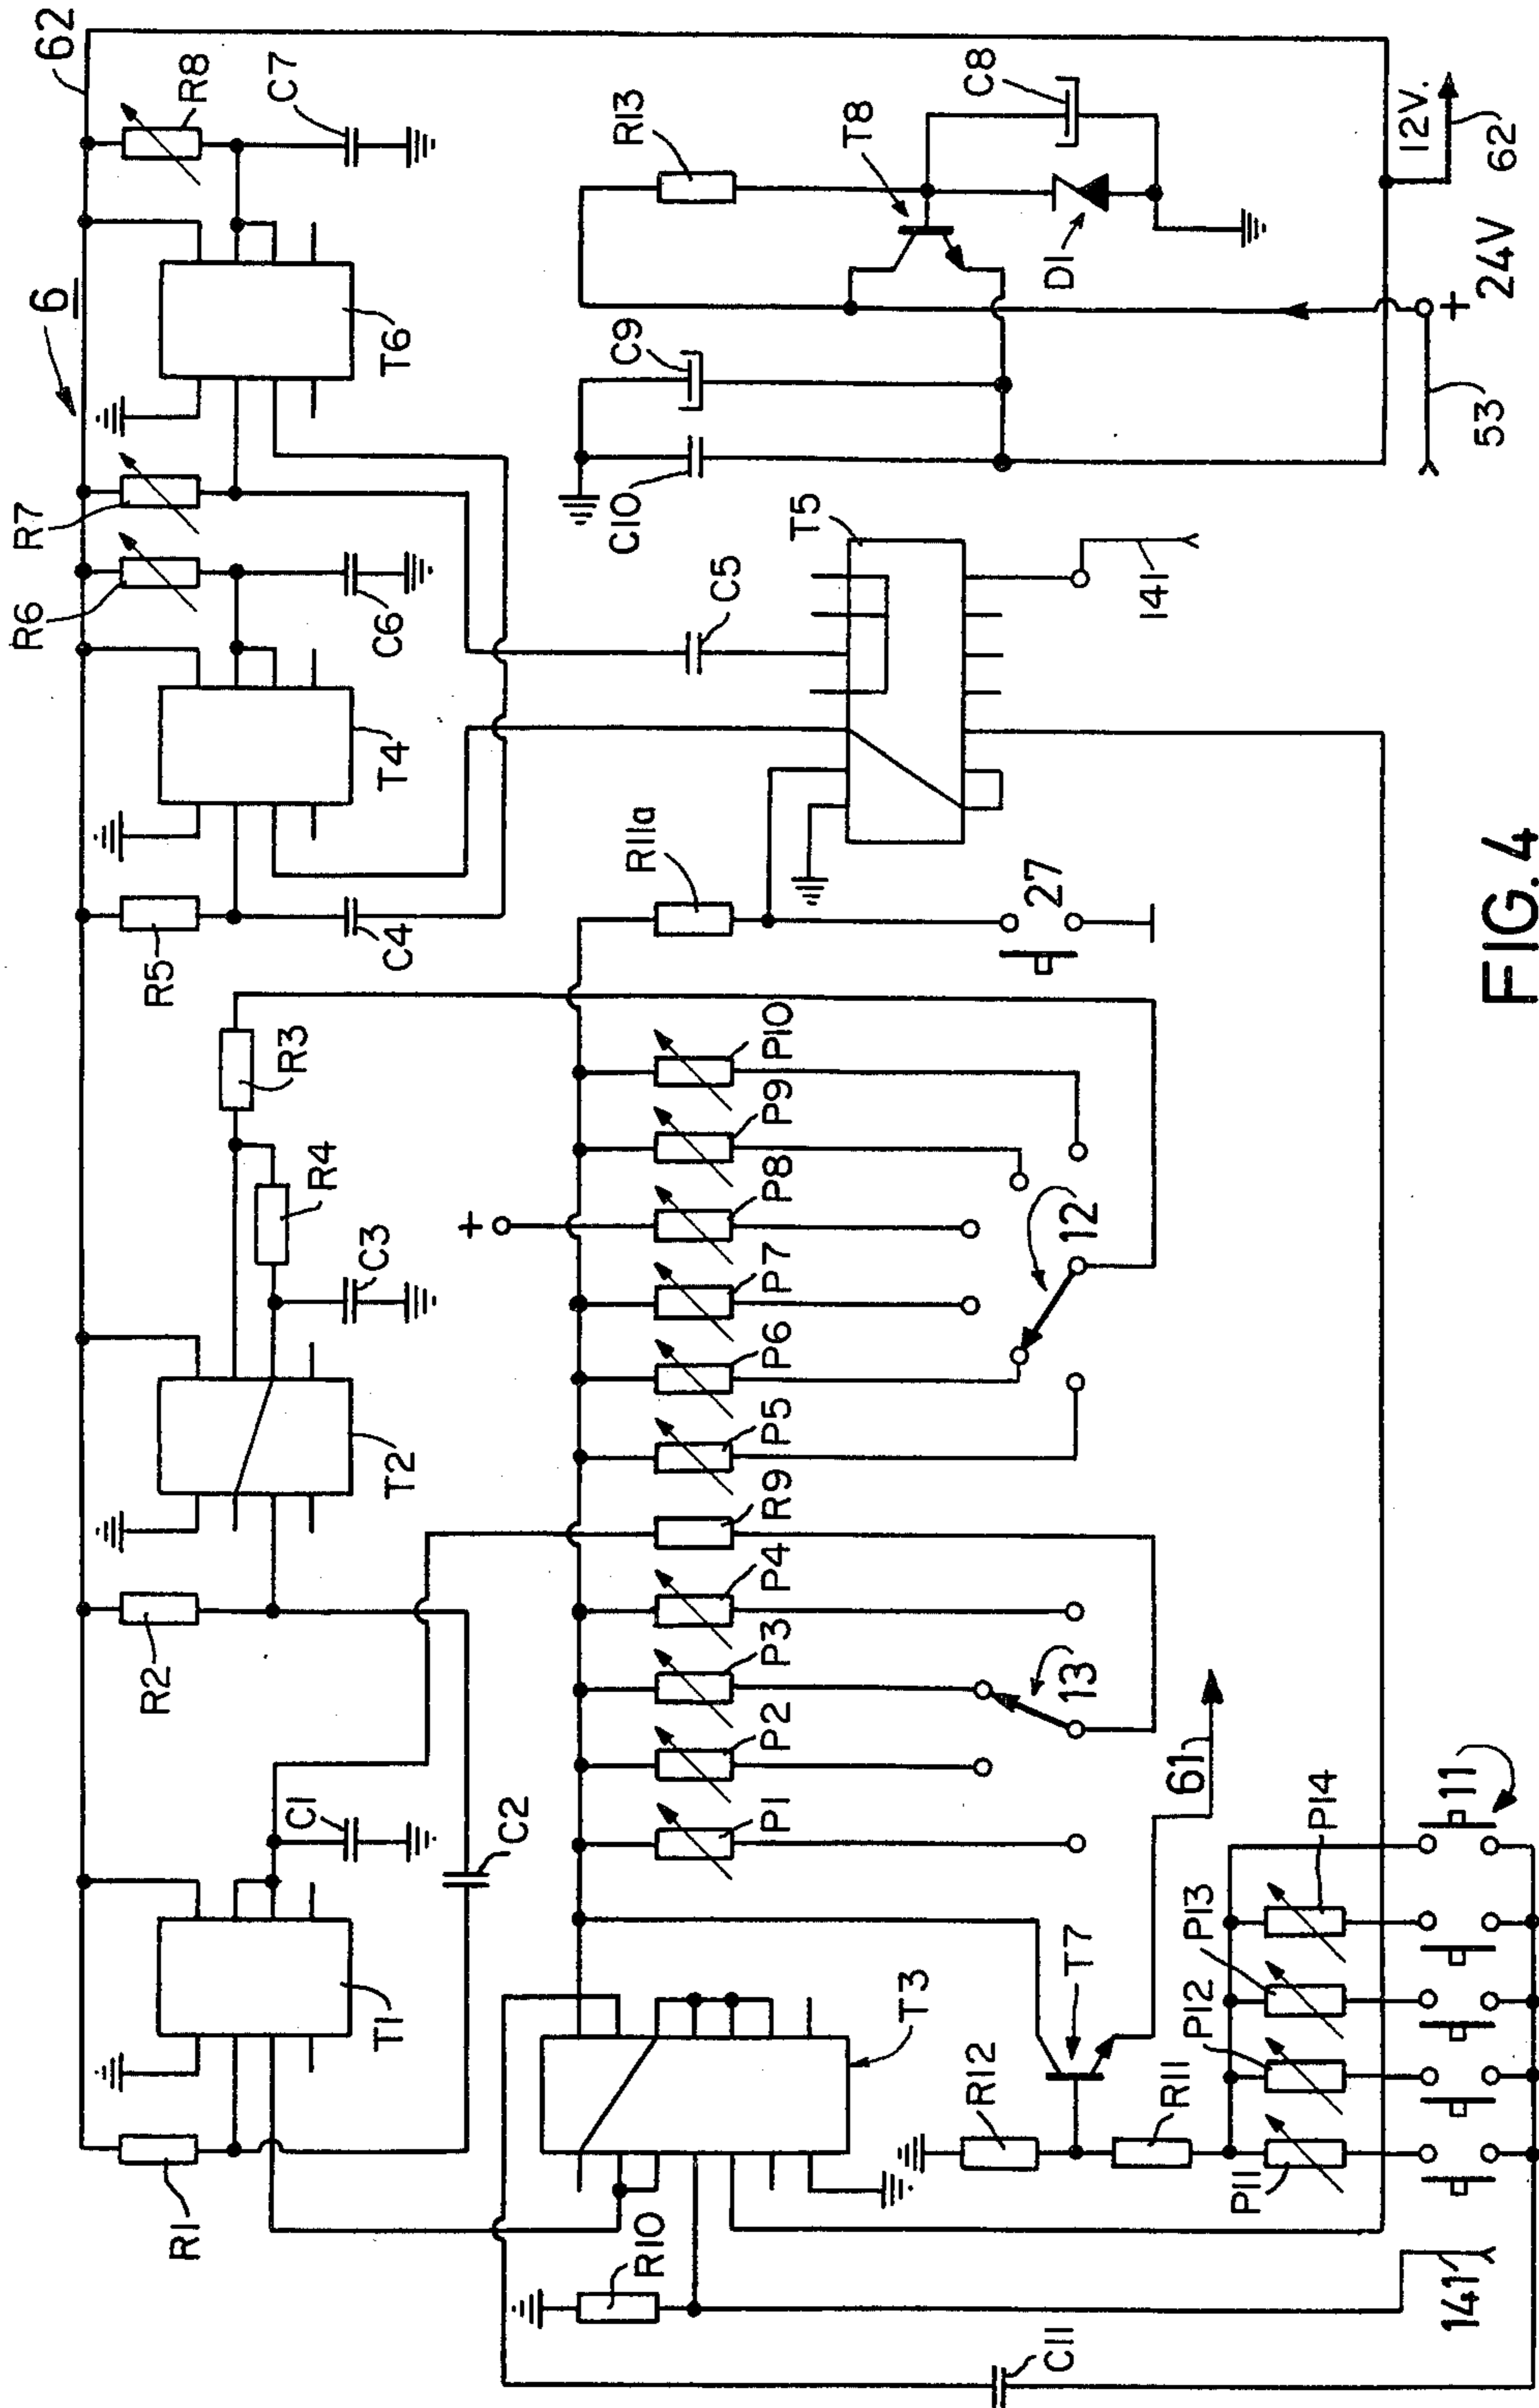 62
6
R7
R8
R6
C7
T6
C6
T4
R5
C4
R3
R4
C3
T2
R2
C1
T1
R1
C2
R13
T8
C8
D1
C9
C10
12V.
62
24V
+
53
T5
C5
141
R11a
27
+
P10
P9
P8
P7
P6
P5
R9
P4
P3
P2
P1
12
13
61
T3
T7
R12
R11
R10
P14
P13
P12
P11
11
141
C11
FIG. 4